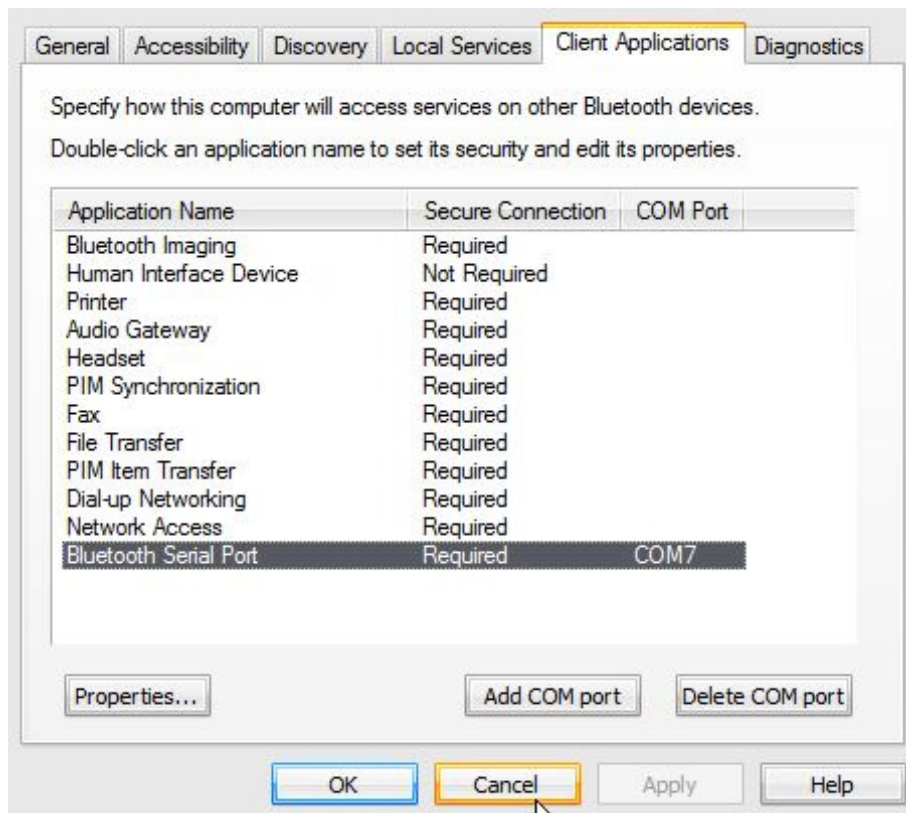 General Accessibility Discovery Local Services Client Applications Diagnostics
Specify how this computer will access services on other Bluetooth devices.
Double-click an application name to set its security and edit its properties.
Application Name Secure Connection COM Port
Bluetooth Imaging Required
Human Interface Device Not Required
Printer Required
Audio Gateway Required
Headset Required
PIM Synchronization Required
Fax Required
File Transfer Required
PIM Item Transfer Required
Dial-up Networking Required
Network Access Required
Bluetooth Serial Port Required COM7
Properties... Add COM port Delete COM port
OK Cancel Apply Help